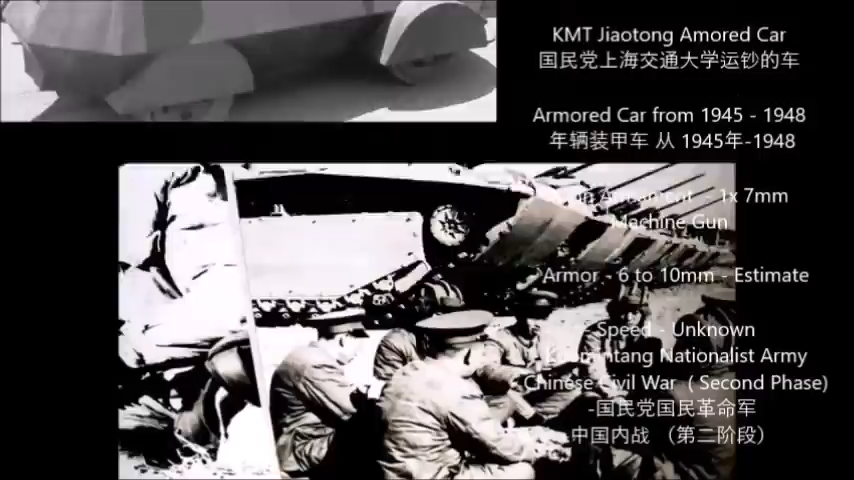 KMT Jiaotong Amored Car
国民党上海交通大学运钞的车
Armored Car from 1945 - 1948
年辆装甲车 从 1945年-1948
- 1x 7mm
Machine Gun
Armor - 6 to 10mm - Estimate
Speed - Unknown
Kuomintang Nationalist Army
Chinese Civil War ( Second Phase)
-国民党国民革命军
中国内战 （第二阶段）